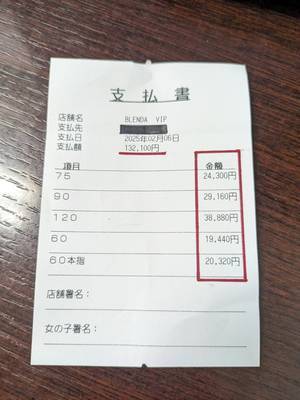 支払書
店舗名 BLENDA VIP
支払先
支払日 2025年02月06日
支払額 132,100円
項目 金額
75 24,300円
90 29,160円
120 38,880円
60 19,440円
60本指 20,320円
店舗署名：
女の子署名：